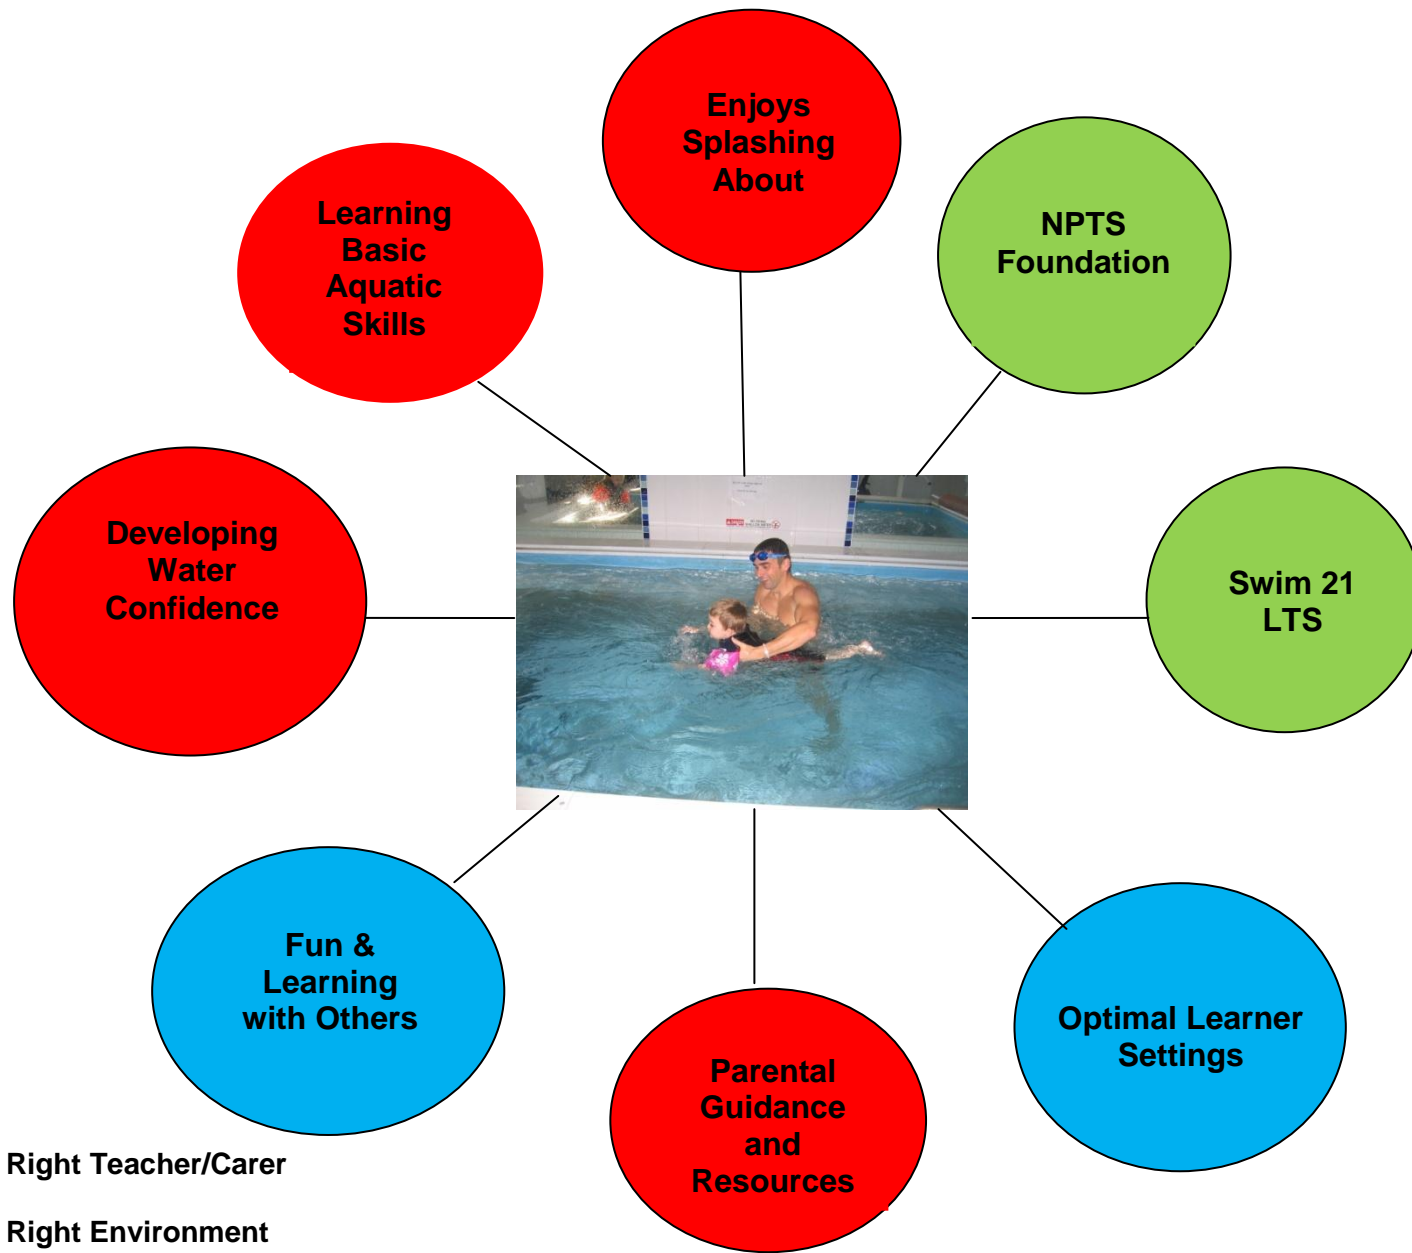 Enjoys
Splashing
About
NPTS
Foundation
Learning
Basic
Aquatic
Skills
Developing
Water
Confidence
Swim 21
LTS
Fun &
Learning
with Others
Optimal Learner
Settings
Parental
Guidance
and
Resources
Right Teacher/Carer
Right Environment